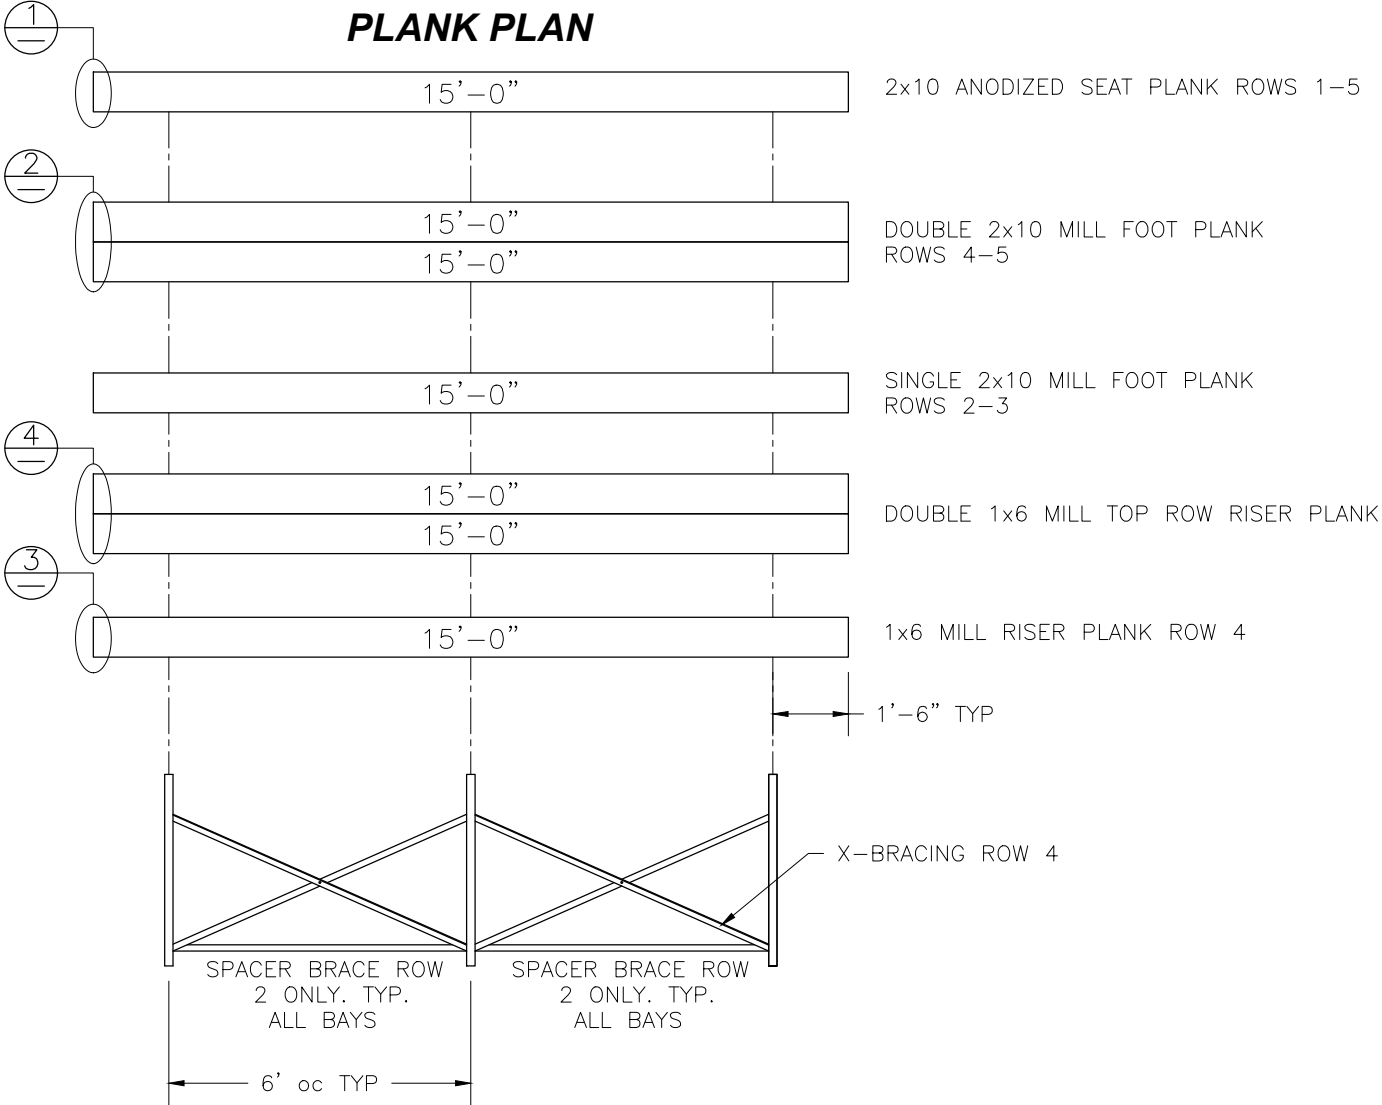 PLANK PLAN
1
15'-0"
2x10 ANODIZED SEAT PLANK ROWS 1-5
2
15'-0"
15'-0"
DOUBLE 2x10 MILL FOOT PLANK
ROWS 4-5
15'-0"
SINGLE 2x10 MILL FOOT PLANK
ROWS 2-3
4
15'-0"
15'-0"
DOUBLE 1x6 MILL TOP ROW RISER PLANK
3
15'-0"
1x6 MILL RISER PLANK ROW 4
1'-6" TYP
X-BRACING ROW 4
SPACER BRACE ROW
2 ONLY. TYP.
ALL BAYS
SPACER BRACE ROW
2 ONLY. TYP.
ALL BAYS
6' oc TYP